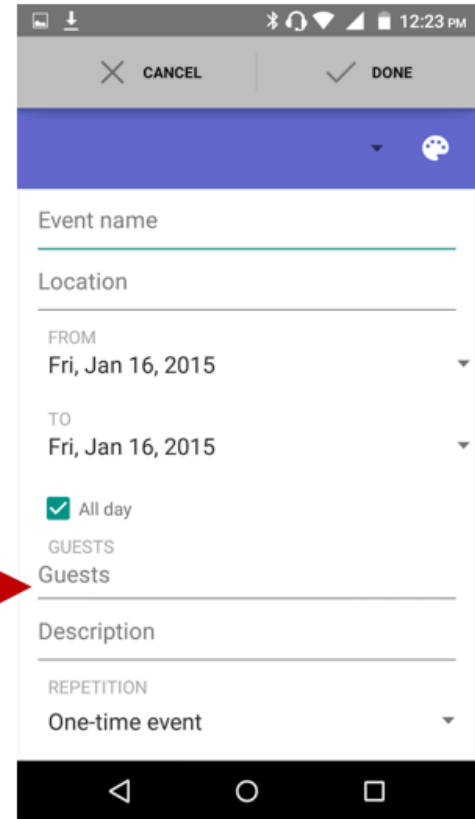 12:23 PM
CANCEL DONE
Event name
Location
FROM
Fri, Jan 16, 2015
TO
Fri, Jan 16, 2015
All day
GUESTS
Guests
Description
REPETITION
One-time event